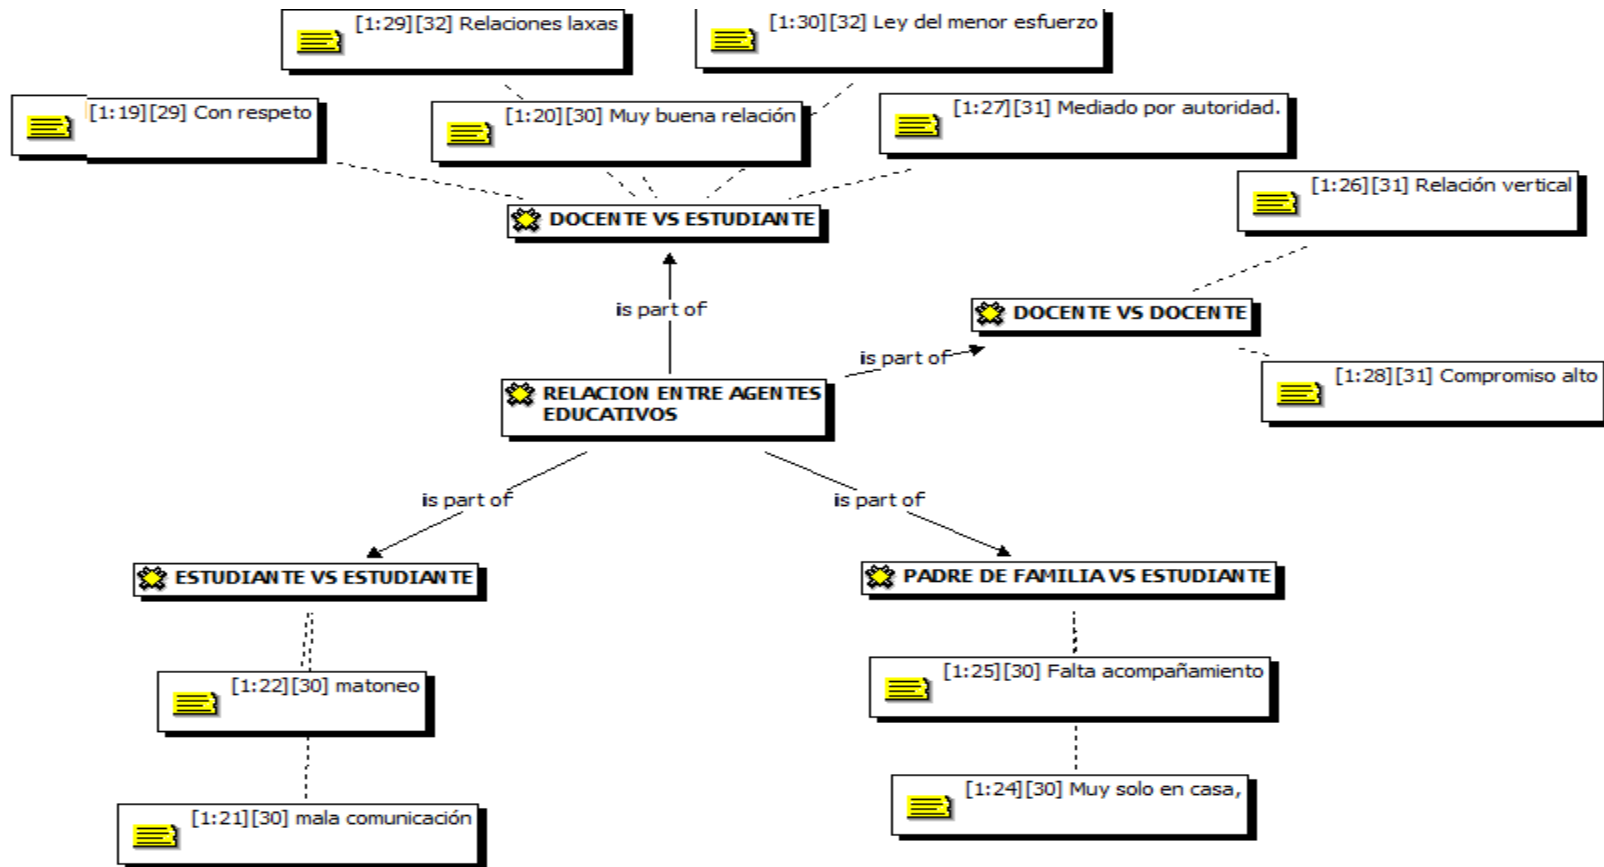 [1:29][32] Relaciones laxas
[1:30][32] Ley del menor esfuerzo
[1:19][29] Con respeto
[1:20][30] Muy buena relación
[1:27][31] Mediado por autoridad.
[1:26][31] Relación vertical
DOCENTE VS ESTUDIANTE
is part of
DOCENTE VS DOCENTE
is part of
[1:28][31] Compromiso alto
RELACION ENTRE AGENTES
EDUCATIVOS
is part of
is part of
ESTUDIANTE VS ESTUDIANTE
PADRE DE FAMILIA VS ESTUDIANTE
[1:22][30] matoneo
[1:25][30] Falta acompañamiento
[1:21][30] mala comunicación
[1:24][30] Muy solo en casa,